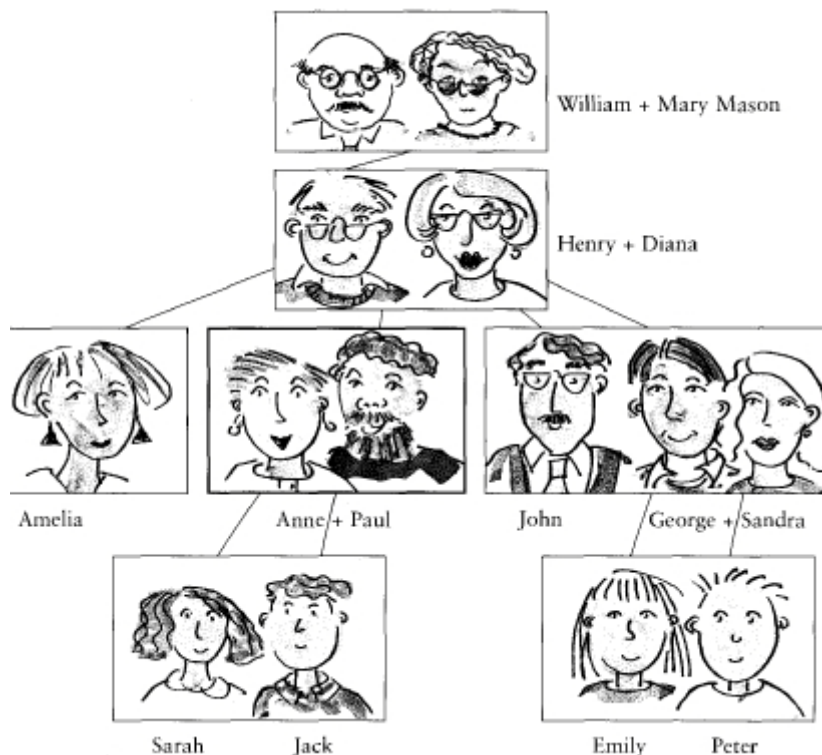 William + Mary Mason
Henry + Diana
Amelia
Anne + Paul
John
George + Sandra
Sarah
Jack
Emily
Peter